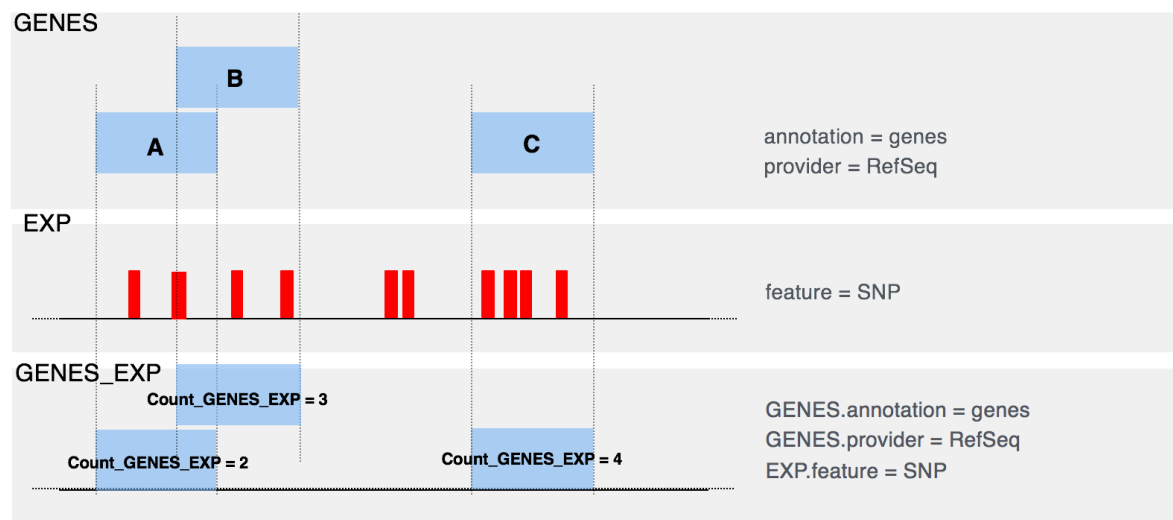 GENES
B
A
C
annotation = genes
provider = RefSeq
EXP
feature = SNP
GENES_EXP
Count_GENES_EXP = 3
Count_GENES_EXP = 2
Count_GENES_EXP = 4
GENES.annotation = genes
GENES.provider = RefSeq
EXP.feature = SNP